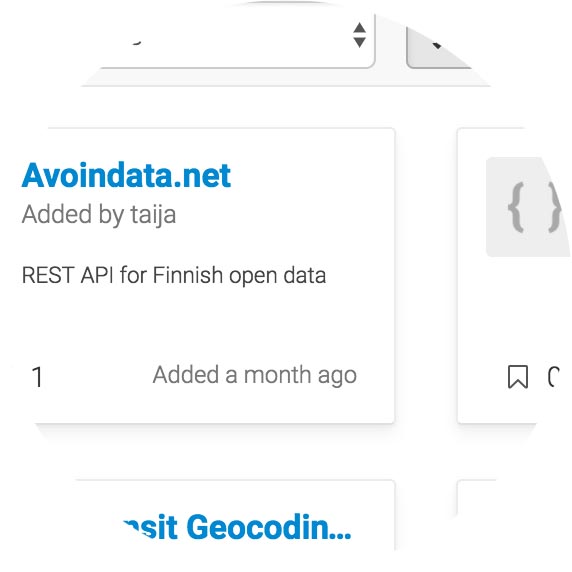 Avoindata.net
Added by taija
REST API for Finnish open data
1
Added a month ago
{ }
Geocodin...